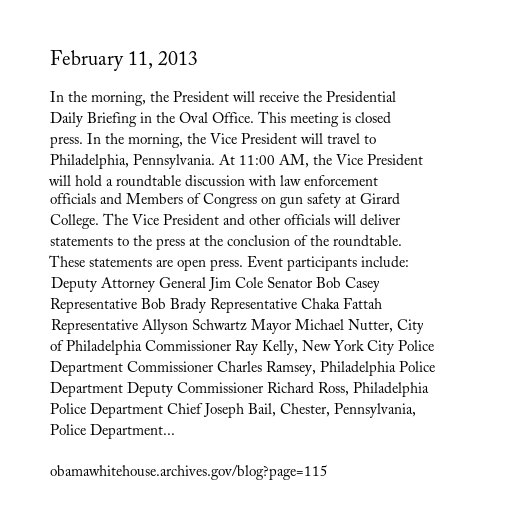 February 11, 2013
In the morning, the President will receive the Presidential
Daily Briefing in the Oval Office. This meeting is closed
press. In the morning, the Vice President will travel to
Philadelphia, Pennsylvania. At 11:00 AM, the Vice President
will hold a roundtable discussion with law enforcement
officials and Members of Congress on gun safety at Girard
College. The Vice President and other officials will deliver
statements to the press at the conclusion of the roundtable.
These statements are open press. Event participants include:
Deputy Attorney General Jim Cole Senator Bob Casey
Representative Bob Brady Representative Chaka Fattah
Representative Allyson Schwartz Mayor Michael Nutter, City
of Philadelphia Commissioner Ray Kelly, New York City Police
Department Commissioner Charles Ramsey, Philadelphia Police
Department Deputy Commissioner Richard Ross, Philadelphia
Police Department Chief Joseph Bail, Chester, Pennsylvania,
Police Department...
obamawhitehouse.archives.gov/blog?page=115